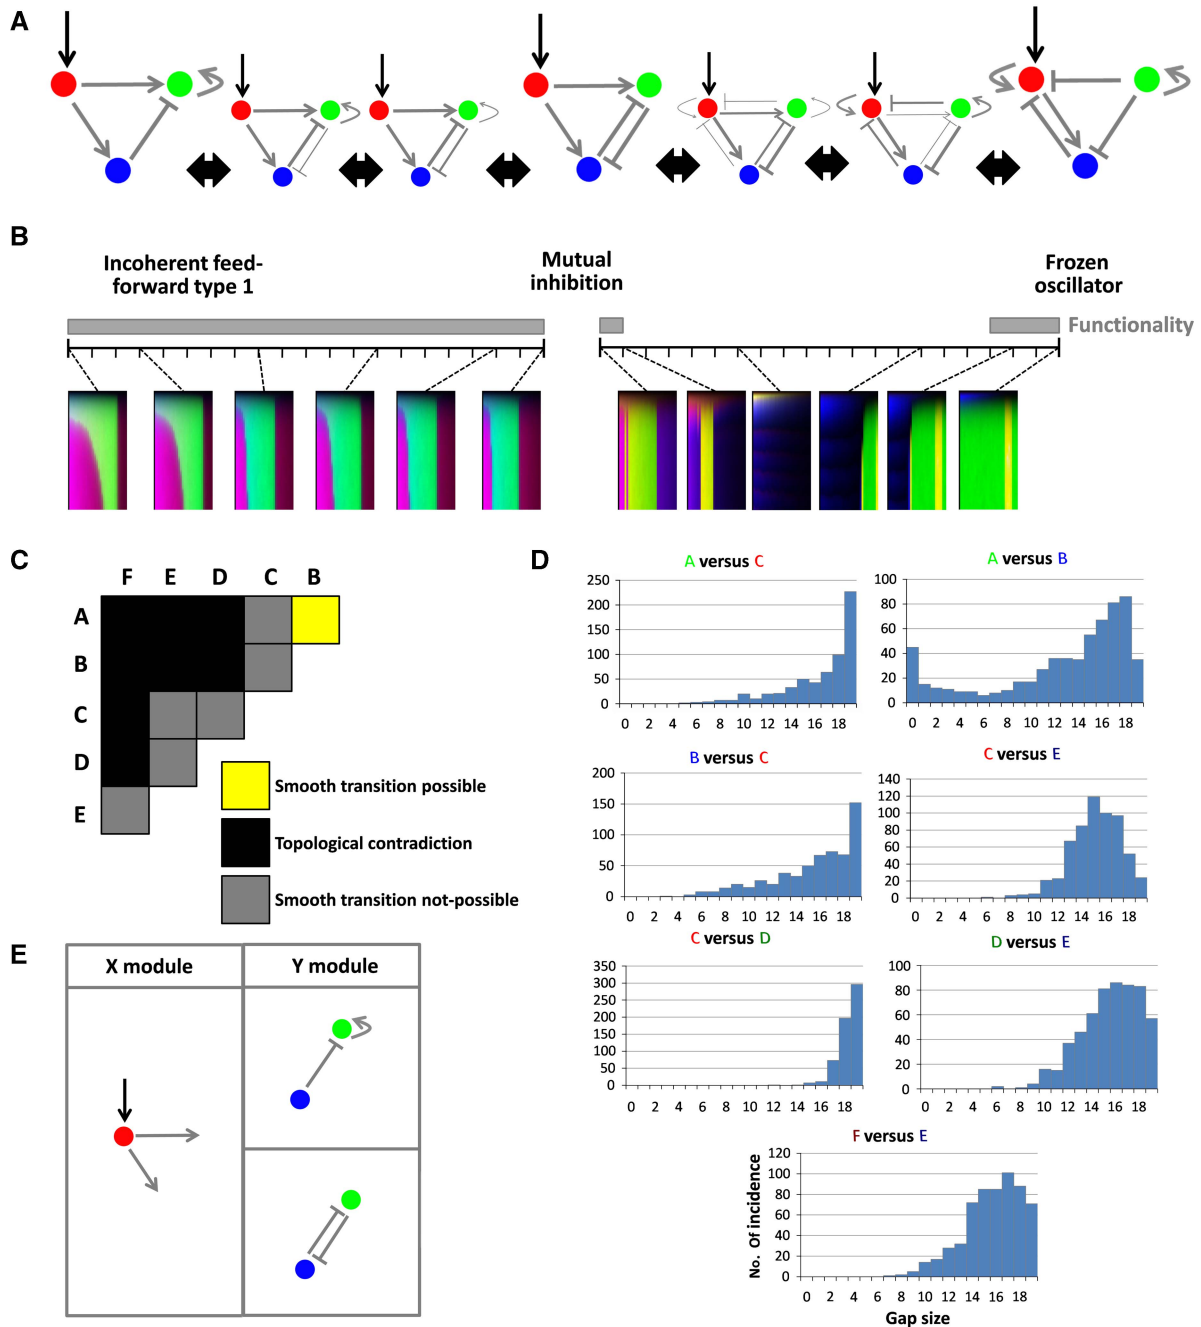 A
B
Incoherent feed-
forward type 1
Mutual
inhibition
Frozen
oscillator
Functionality
C
F E D C B
A
B
C
D
E
Smooth transition possible
Topological contradiction
Smooth transition not-possible
D
A versus C
250
200
150
100
50
0
0 2 4 6 8 10 12 14 16 18
A versus B
100
80
60
40
20
0
0 2 4 6 8 10 12 14 16 18
B versus C
200
150
100
50
0
0 2 4 6 8 10 12 14 16 18
C versus E
140
120
100
80
60
40
20
0
0 2 4 6 8 10 12 14 16 18
C versus D
350
300
250
200
150
100
50
0
0 2 4 6 8 10 12 14 16 18
D versus E
100
80
60
40
20
0
0 2 4 6 8 10 12 14 16 18
F versus E
No. Of incidence
120
100
80
60
40
20
0
0 2 4 6 8 10 12 14 16 18
Gap size
E
X module
Y module